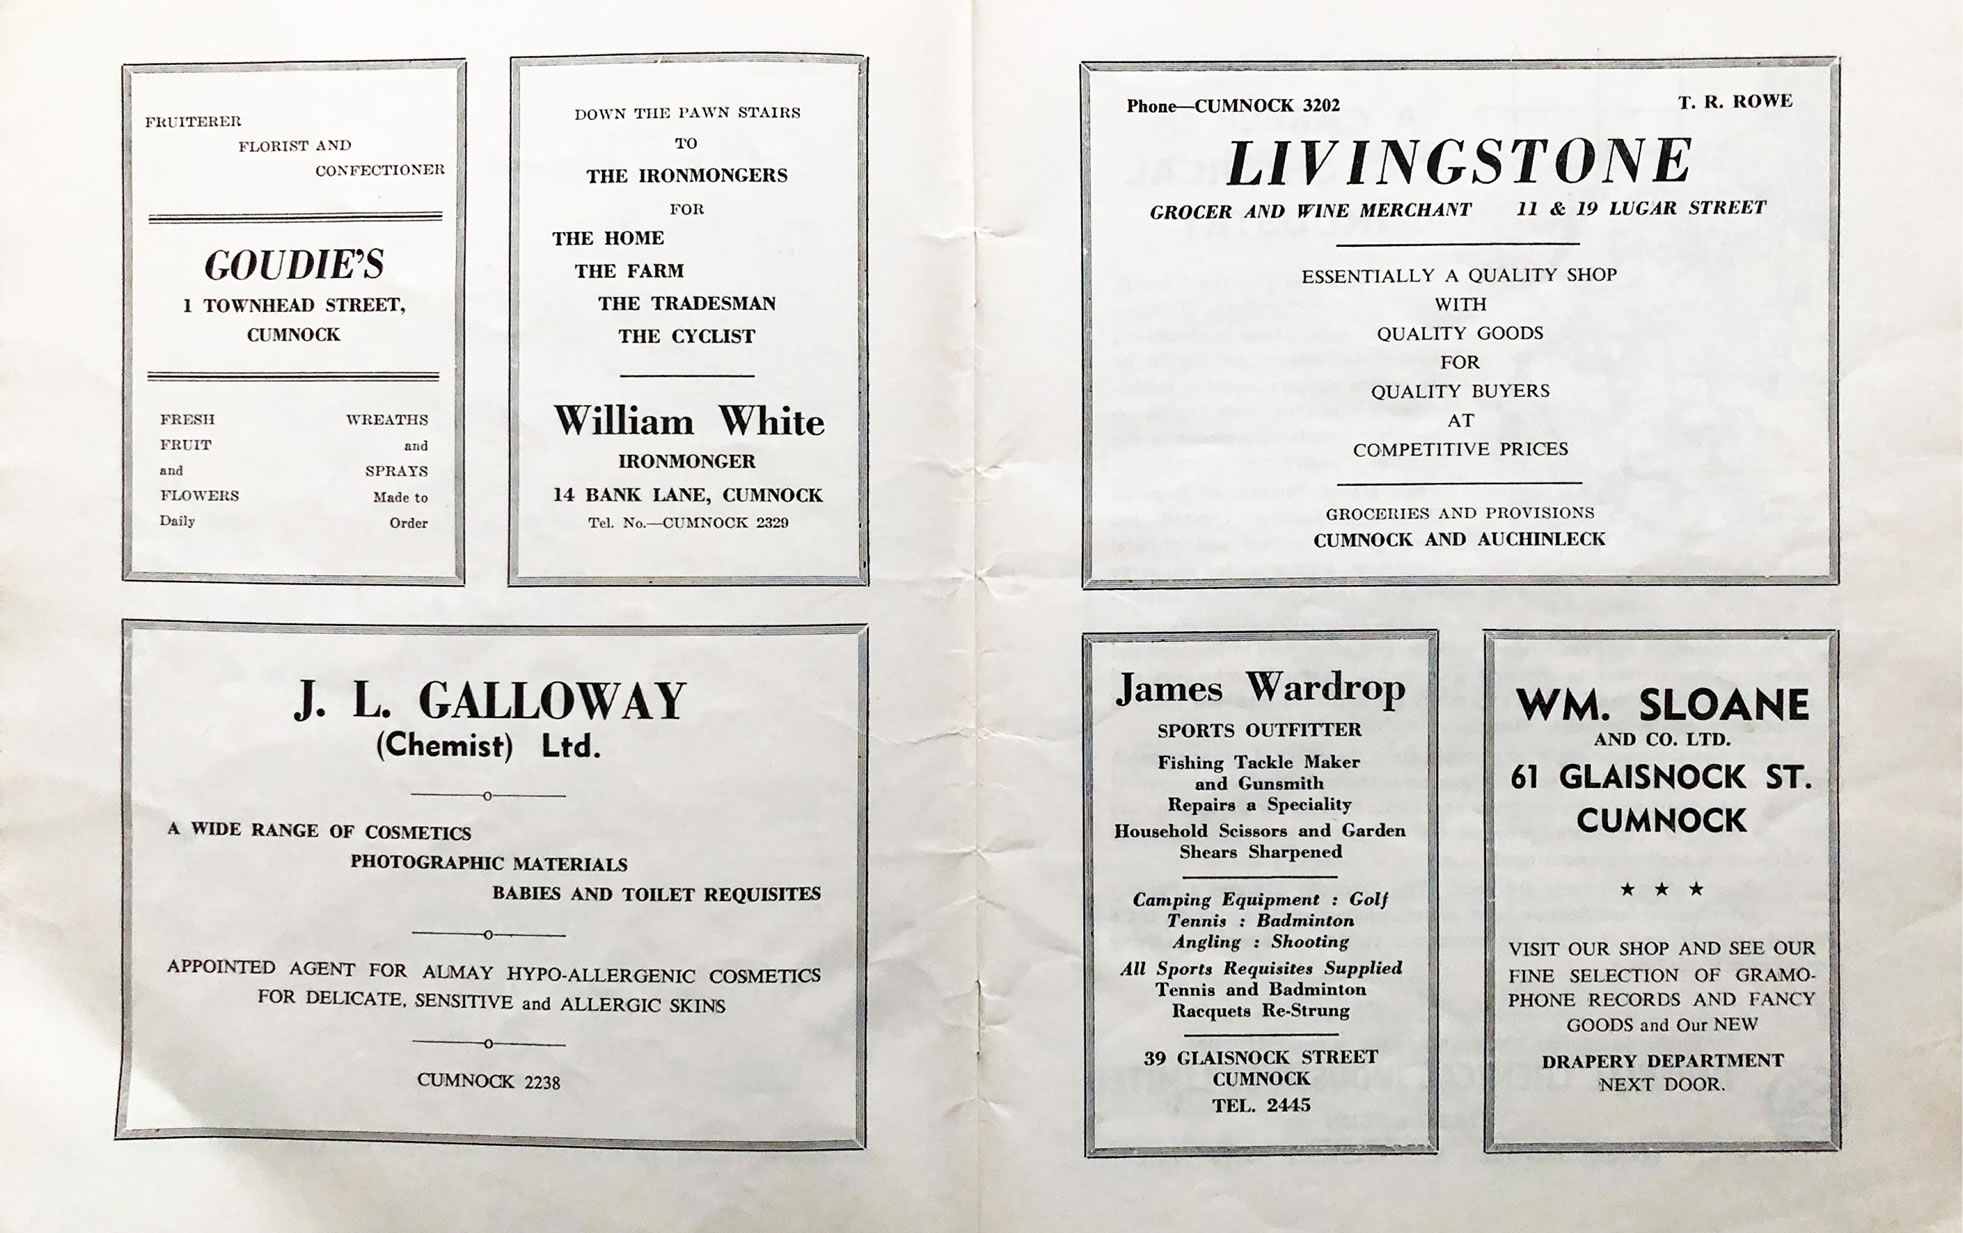 FRUITERER
FLORIST AND
CONFECTIONER
GOUDIE'S
1 TOWNHEAD STREET,
CUMNOCK
FRESH
FRUIT
and
FLOWERS
Daily
WREATHS
and
SPRAYS
Made to
Order
DOWN THE PAWN STAIRS
TO
THE IRONMONGERS
FOR
THE HOME
THE FARM
THE TRADESMAN
THE CYCLIST
William White
IRONMONGER
14 BANK LANE, CUMNOCK
Tel. No.—CUMNOCK 2329
J. L. GALLOWAY
(Chemist) Ltd.
A WIDE RANGE OF COSMETICS
PHOTOGRAPHIC MATERIALS
BABIES AND TOILET REQUISITES
APPOINTED AGENT FOR ALMAY HYPO-ALLERGENIC COSMETICS
FOR DELICATE, SENSITIVE and ALLERGIC SKINS
CUMNOCK 2238
Phone—CUMNOCK 3202 T. R. ROWE
LIVINGSTONE
GROCER AND WINE MERCHANT 11 & 19 LUGAR STREET
ESSENTIALLY A QUALITY SHOP
WITH
QUALITY GOODS
FOR
QUALITY BUYERS
AT
COMPETITIVE PRICES
GROCERIES AND PROVISIONS
CUMNOCK AND AUCHINLECK
James Wardrop
SPORTS OUTFITTER
Fishing Tackle Maker
and Gunsmith
Repairs a Speciality
Household Scissors and Garden
Shears Sharpened
Camping Equipment : Golf
Tennis : Badminton
Angling : Shooting
All Sports Requisites Supplied
Tennis and Badminton
Racquets Re-Strung
39 GLAISNOCK STREET
CUMNOCK
TEL. 2445
WM. SLOANE
AND CO. LTD.
61 GLAISNOCK ST.
CUMNOCK
★ ★ ★
VISIT OUR SHOP AND SEE OUR
FINE SELECTION OF GRAMO-
PHONE RECORDS AND FANCY
GOODS and Our NEW
DRAPERY DEPARTMENT
NEXT DOOR.